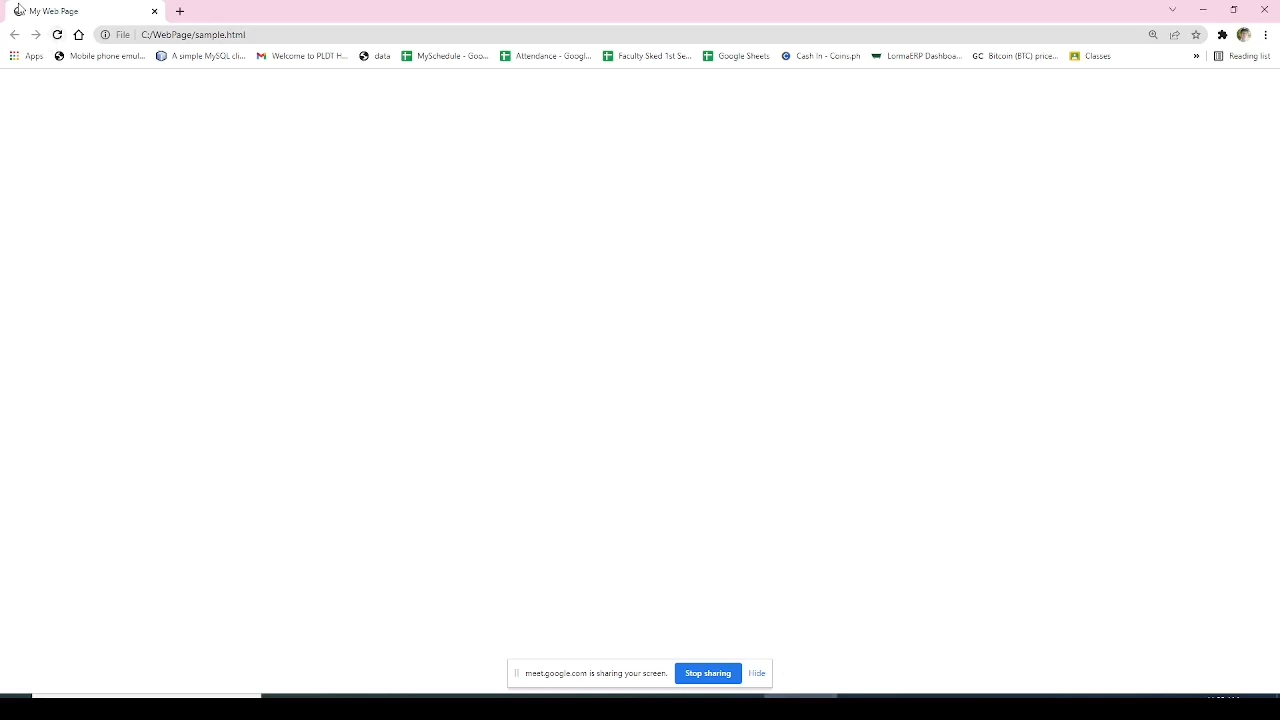 My Web Page
File C:/WebPage/sample.html
Apps Mobile phone emul... A simple MySQL cli... Welcome to PLDT H... data MySchedule - Goo... Attendance - Googl... Faculty Sked 1st Se... Google Sheets Cash In - Coins.ph LormaERP Dashboa... GC Bitcoin (BTC) price... Classes » Reading list
meet.google.com is sharing your screen. Stop sharing Hide